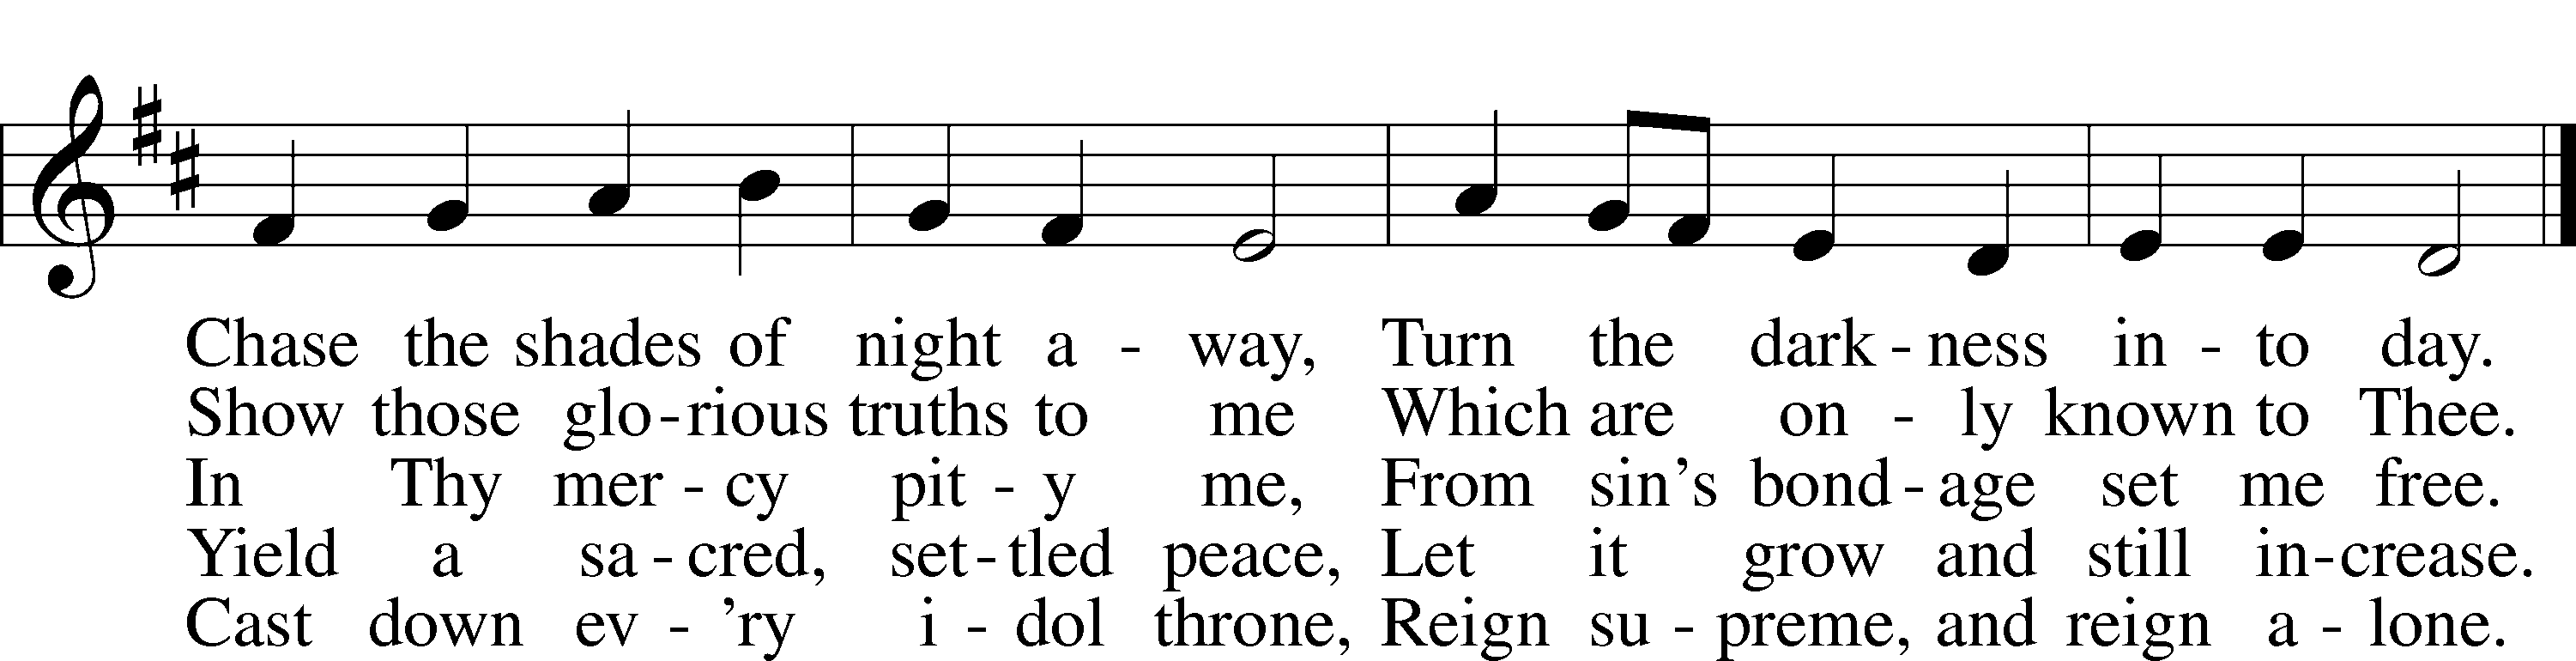 Chase the shades of night a - way, Turn the dark - ness in - to day.
Show those glo - rious truths to me Which are on - ly known to Thee.
In Thy mer - cy pit - y me, From sin's bond - age set me free.
Yield a sa - cred, set - tled peace, Let it grow and still in - crease.
Cast down ev - 'ry i - dol throne, Reign su - preme, and reign a - lone.